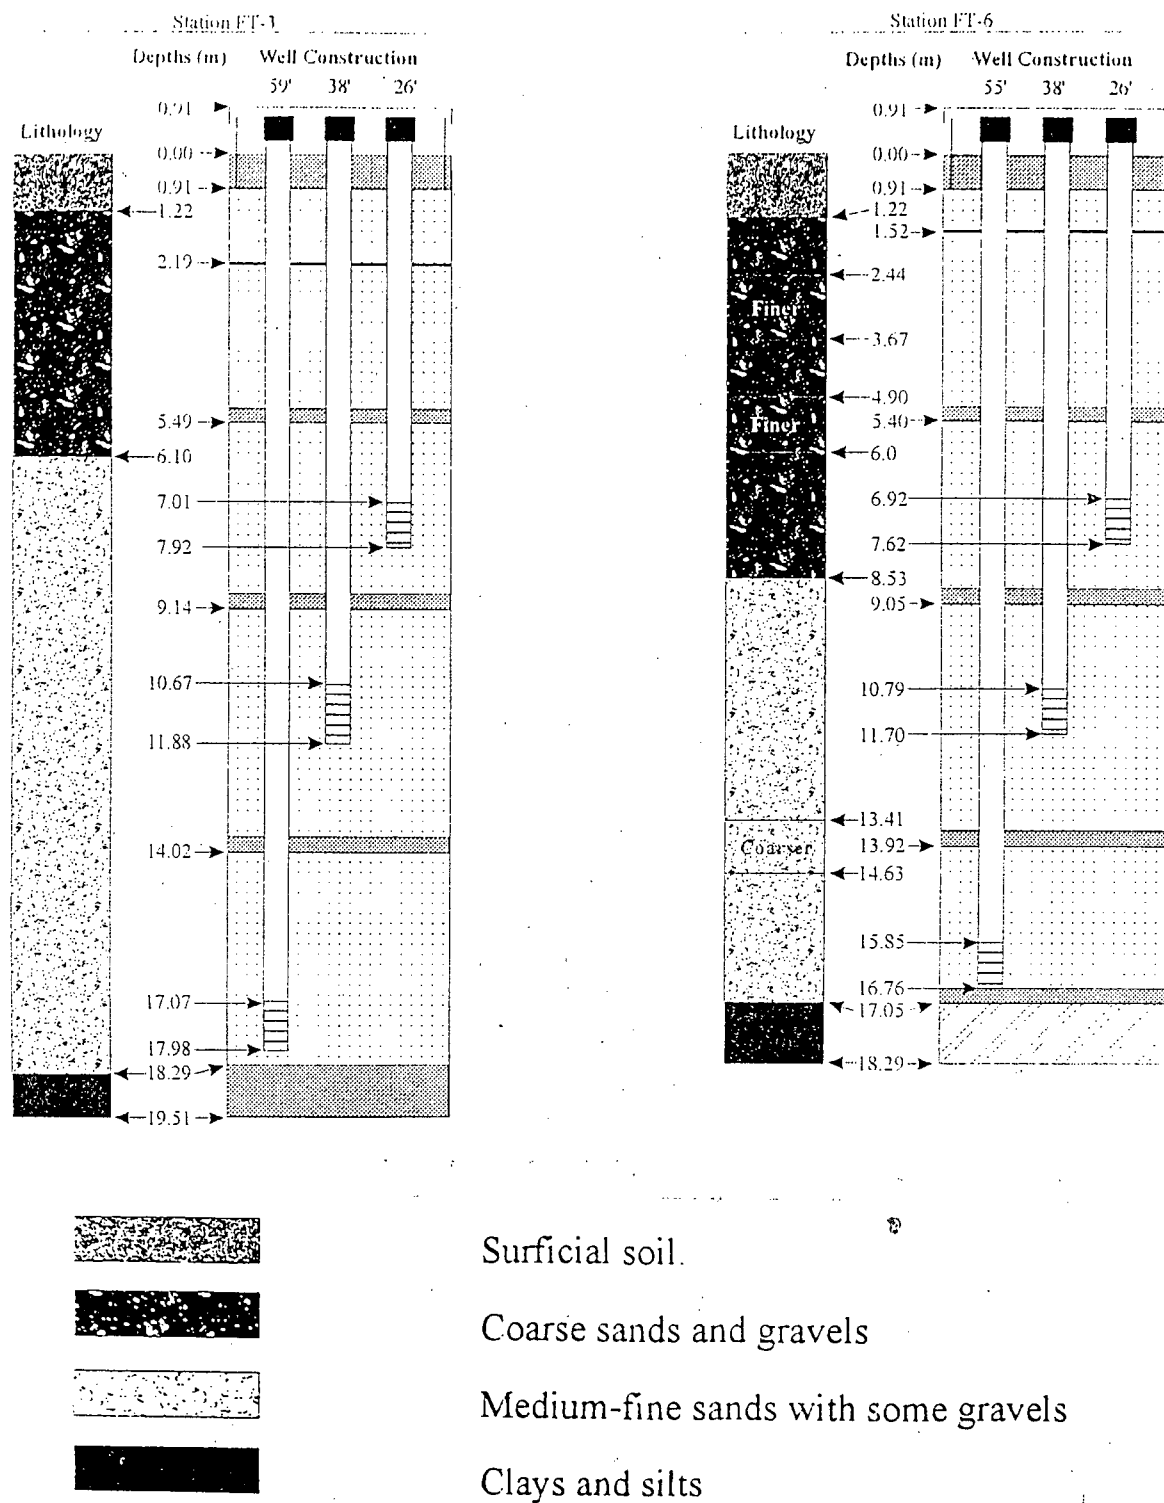 Station FT-3
Depths (m) Well Construction
59' 38' 26'
0.91
Lithology
0.00
0.91
1.22
2.19
5.49
6.10
7.01
7.92
9.14
10.67
11.88
14.02
17.07
17.98
18.29
19.51
Station FT-6
Depths (m) Well Construction
55' 38' 26'
0.91
Lithology
0.00
0.91
1.22
1.52
2.44
Finer
3.67
4.90
5.40
Finer
6.0
6.92
7.62
8.53
9.05
10.79
11.70
13.41
Coarser
13.92
14.63
15.85
16.76
17.05
18.29
Surficial soil.
Coarse sands and gravels
Medium-fine sands with some gravels
Clays and silts